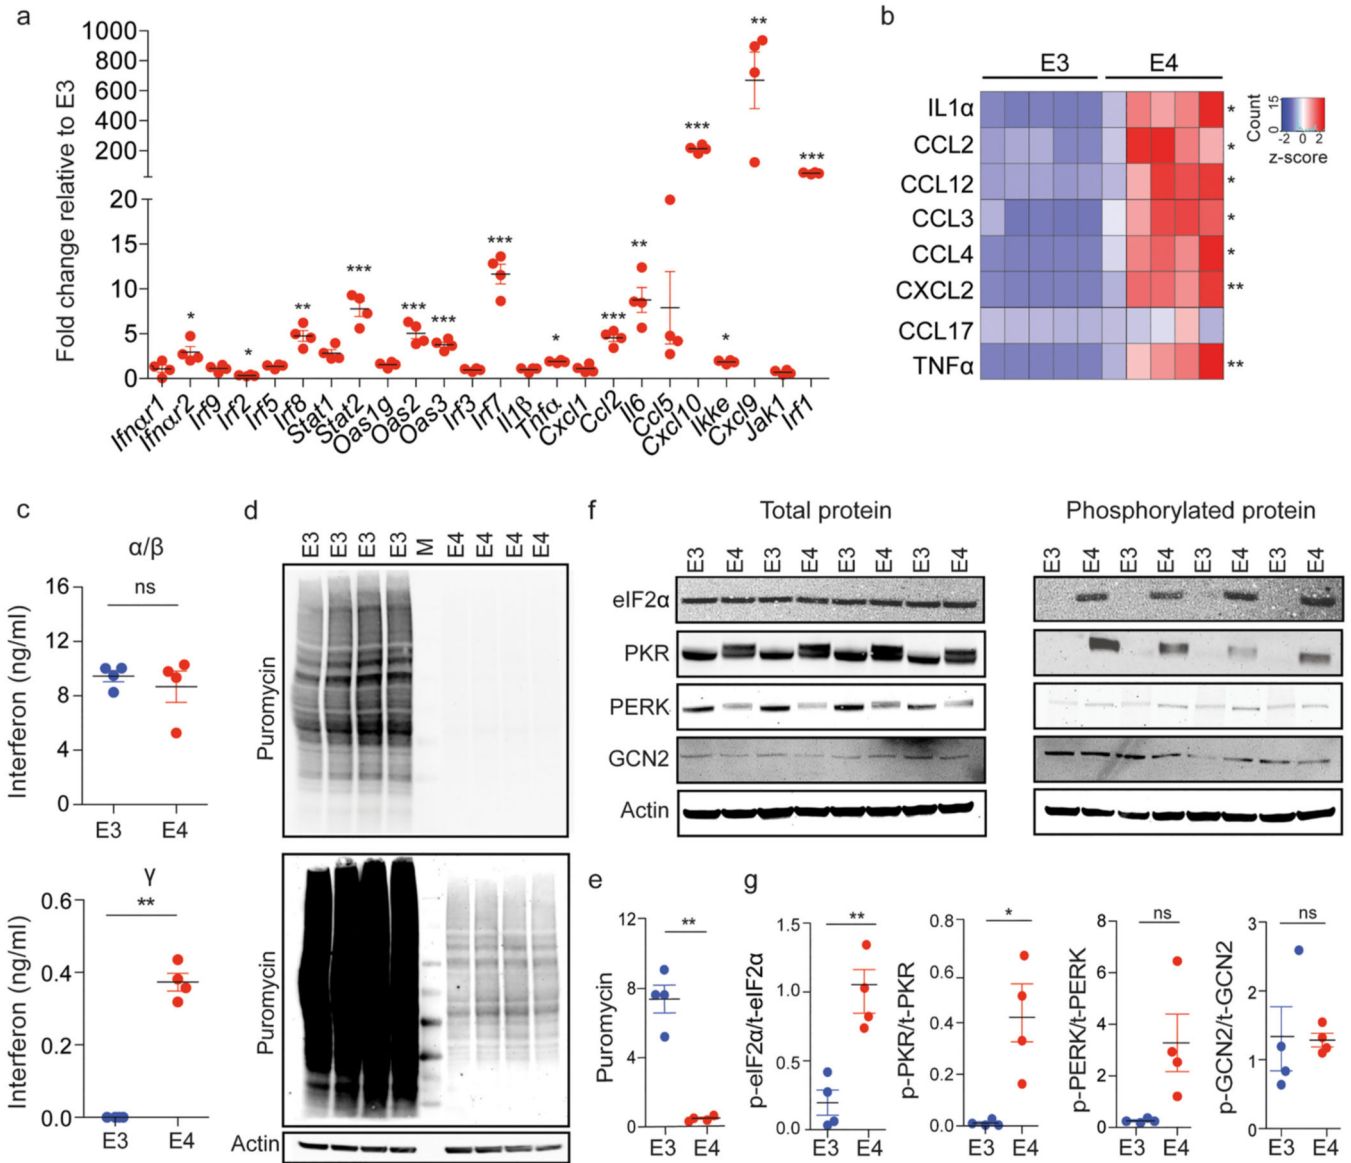 a
Fold change relative to E3
1000
800
600
400
200
20
15
10
5
0
* ** * *** *** *** *** * *** ** * *** ** ***
Ifnαr1 Ifnαr2 Irf9 Irf2 Irf5 Irf8 Stat1 Stat2 Oas1g Oas2 Oas3 Irf3 Irf7 Il1β Tnfα Cxcl1 Ccl2 Il6 Ccl5 Cxcl10 Ikke Cxcl9 Jak1 Irf1
b
E3 E4
IL1α *
CCL2 *
CCL12 *
CCL3 *
CCL4 *
CXCL2 **
CCL17
TNFα **
Count
15
0
-2 0 2
z-score
c
α/β
ns
Interferon (ng/ml)
16
12
8
4
0
E3 E4
γ
**
Interferon (ng/ml)
0.6
0.4
0.2
0.0
E3 E4
d
E3 E3 E3 E3 M E4 E4 E4 E4
Puromycin
Puromycin
Actin
e
**
Puromycin
12
8
4
0
E3 E4
f
Total protein
Phosphorylated protein
E3 E4 E3 E4 E3 E4 E3 E4
E3 E4 E3 E4 E3 E4 E3 E4
eIF2α
PKR
PERK
GCN2
Actin
g
**
p-eIF2α/t-eIF2α
1.5
1.0
0.5
0.0
E3 E4
*
p-PKR/t-PKR
0.8
0.6
0.4
0.2
0.0
E3 E4
ns
p-PERK/t-PERK
8
6
4
2
0
E3 E4
ns
p-GCN2/t-GCN2
3
2
1
0
E3 E4